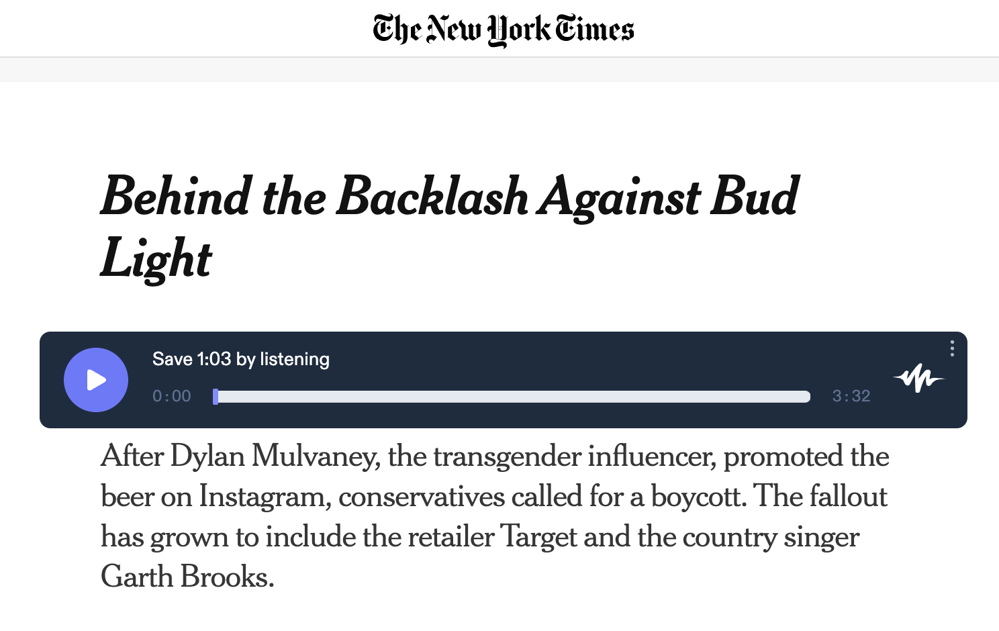 The New York Times
Behind the Backlash Against Bud
Light
Save 1:03 by listening
0:00
3:32
After Dylan Mulvaney, the transgender influencer, promoted the
beer on Instagram, conservatives called for a boycott. The fallout
has grown to include the retailer Target and the country singer
Garth Brooks.